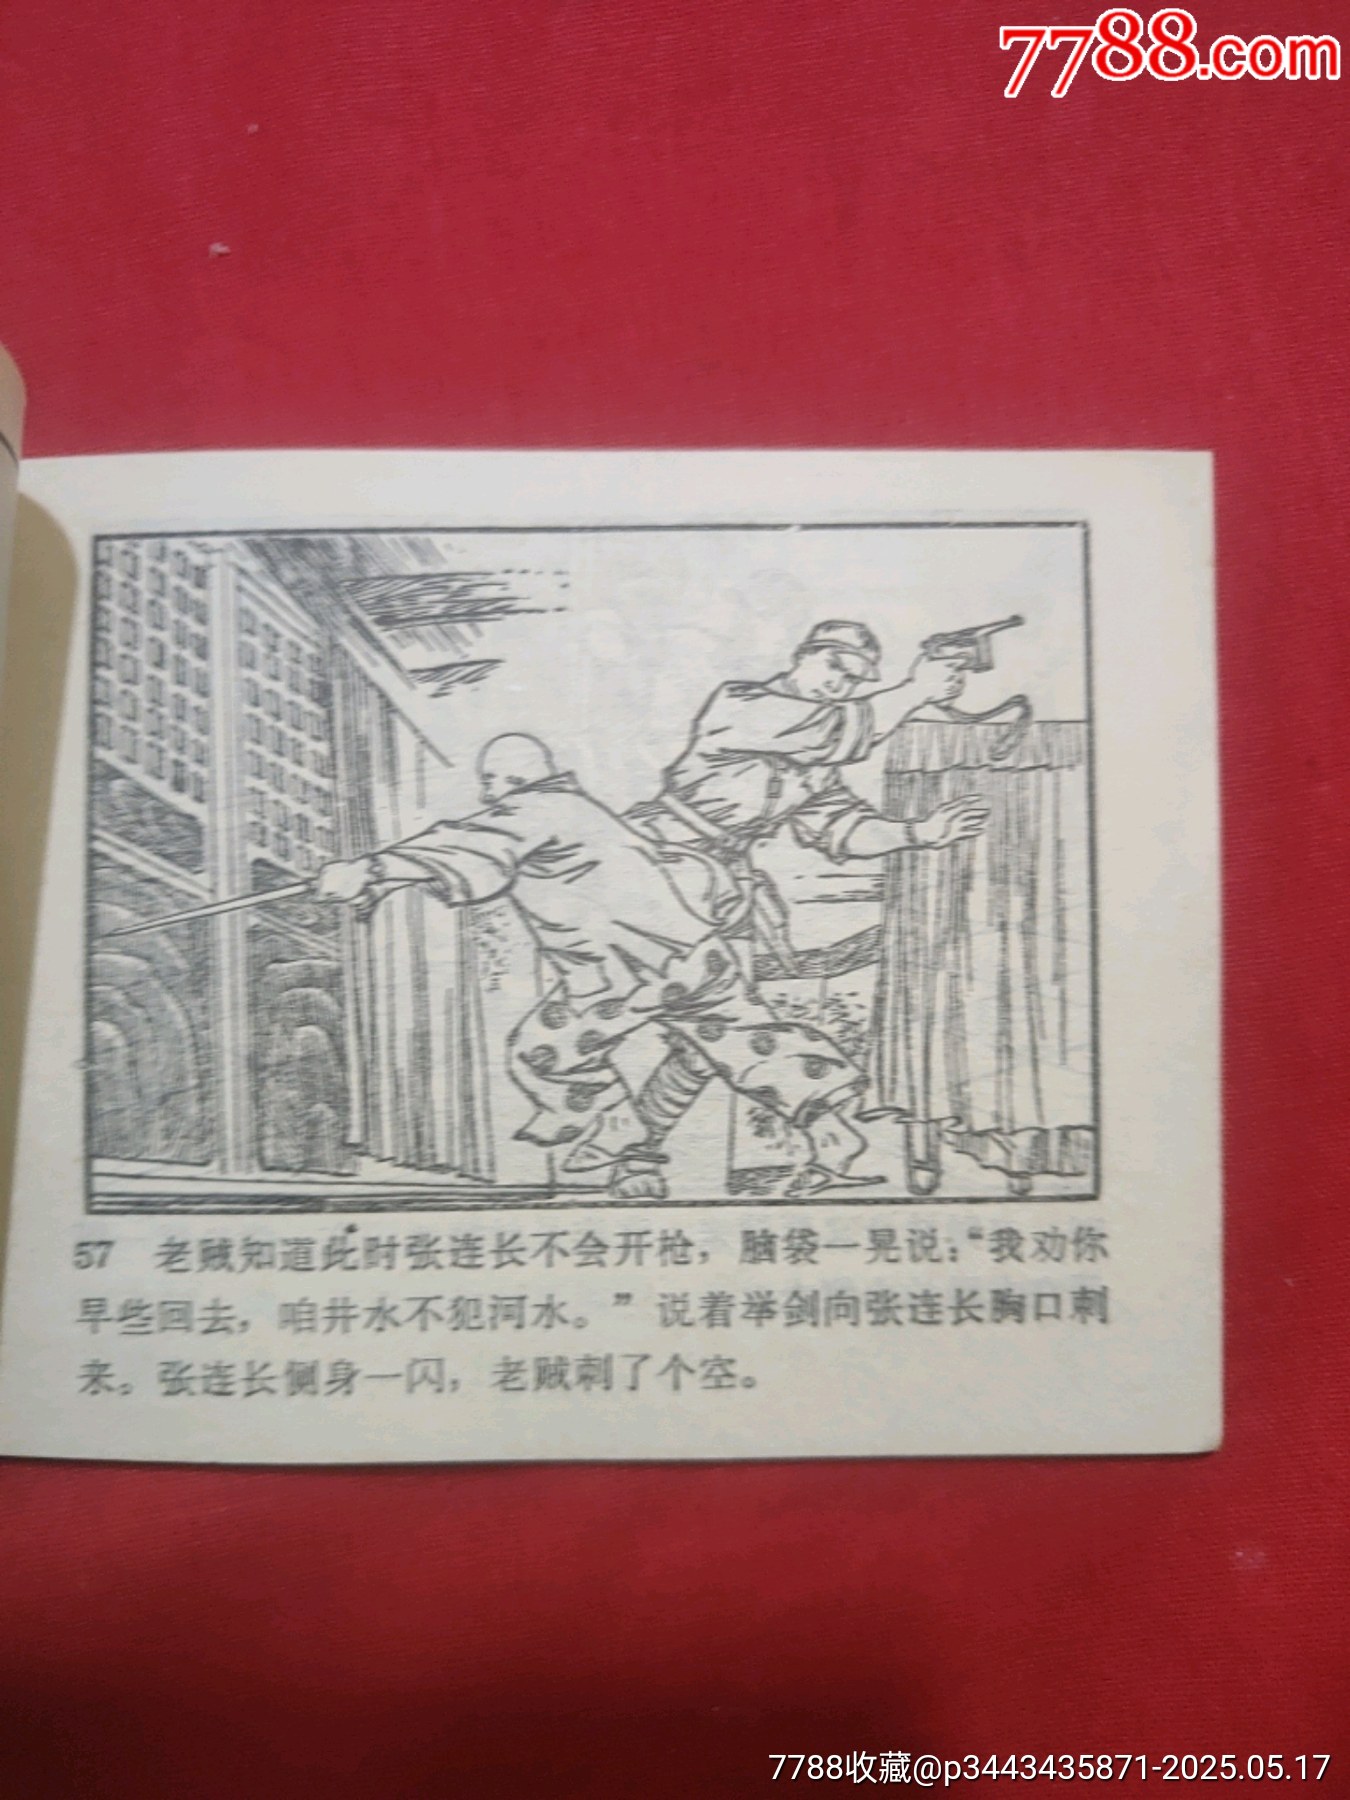 7788.com
57 老贼知道此时张连长不会开枪，脑袋一晃说：“我劝你
早些回去，咱井水不犯河水。”说着举剑向张连长胸口刺
来。张连长侧身一闪，老贼刺了个空。
7788收藏@p3443435871-2025.05.17